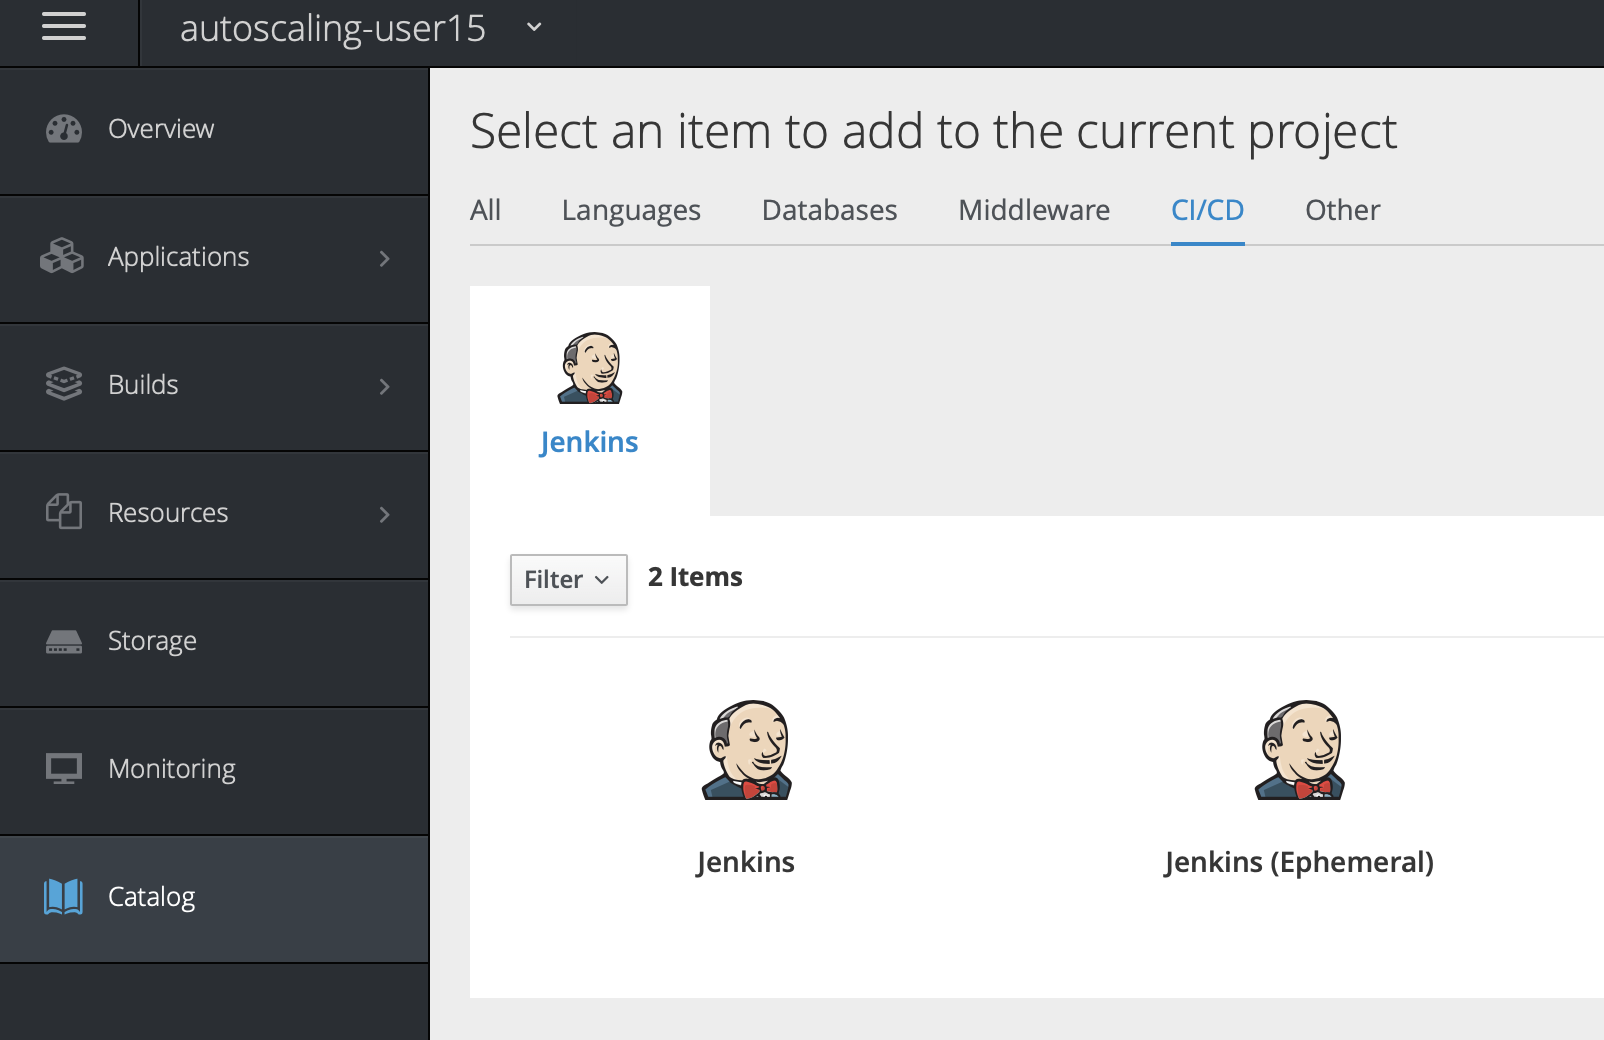 autoscaling-user15
Overview
Applications
Builds
Resources
Storage
Monitoring
Catalog
Select an item to add to the current project
All Languages Databases Middleware CI/CD Other
Jenkins
Filter 2 Items
Jenkins Jenkins (Ephemeral)